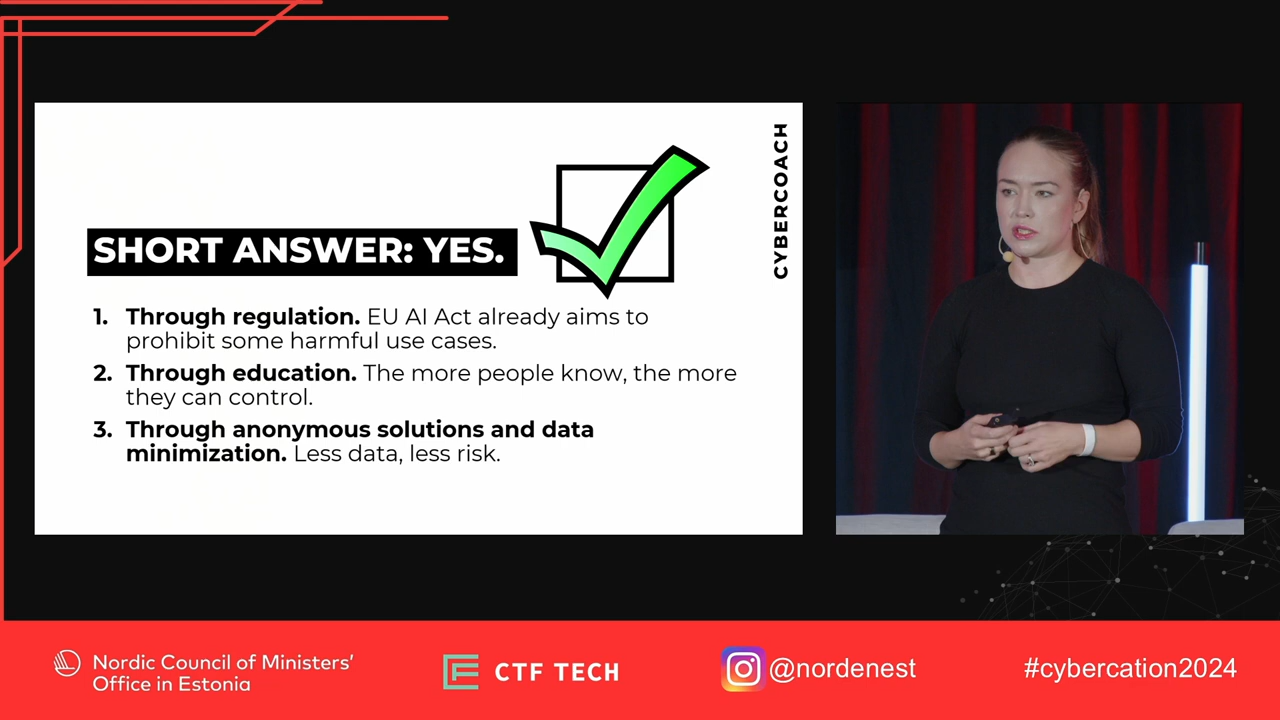 CYBERCOACH
SHORT ANSWER: YES.
1. Through regulation. EU AI Act already aims to
prohibit some harmful use cases.
2. Through education. The more people know, the more
they can control.
3. Through anonymous solutions and data
minimization. Less data, less risk.
Nordic Council of Ministers'
Office in Estonia
CTF TECH
@nordenest
#cybercation2024